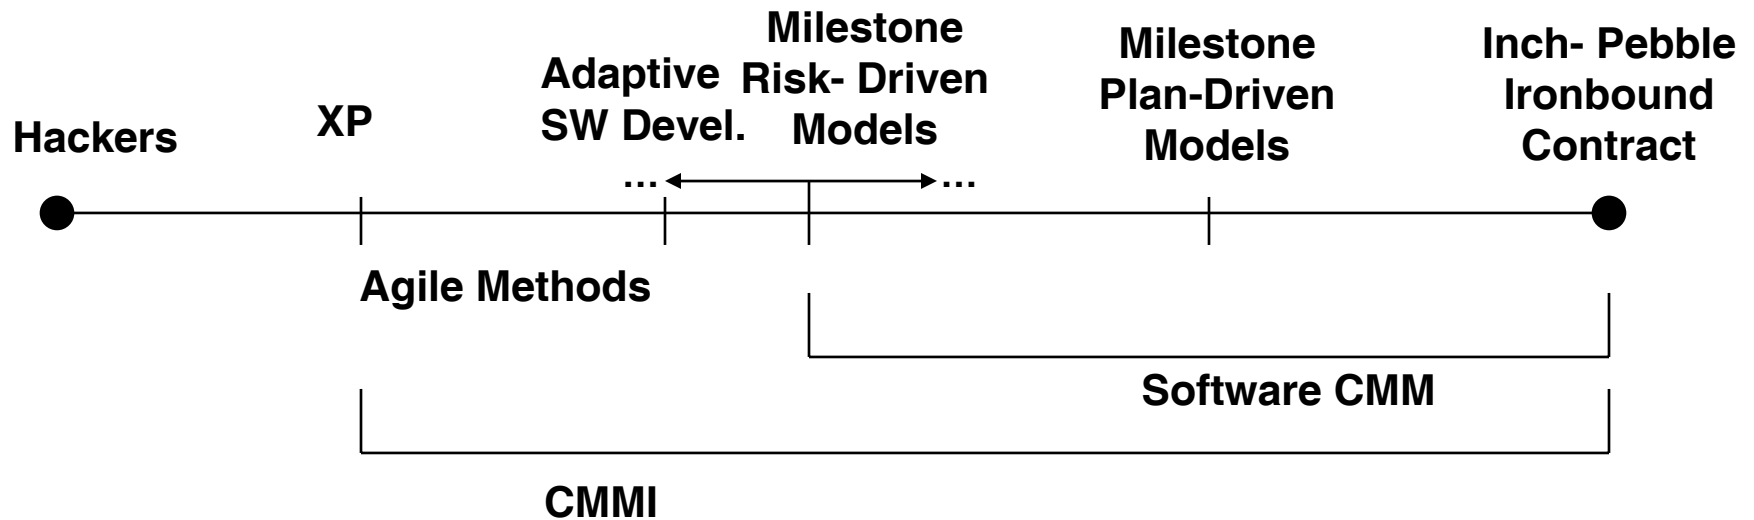 Hackers
XP
Adaptive
SW Devel.
Milestone
Risk- Driven
Models
Milestone
Plan-Driven
Models
Inch- Pebble
Ironbound
Contract
...
...
Agile Methods
Software CMM
CMMI